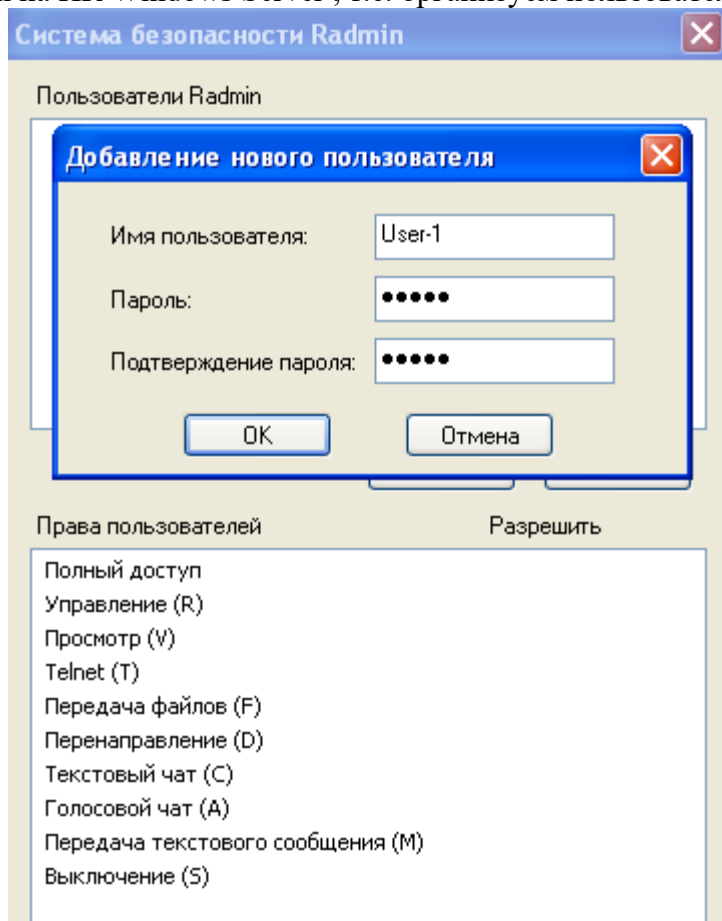 Система безопасности Radmin
Пользователи Radmin
Добавление нового пользователя
Имя пользователя: User-1
Пароль: •••••
Подтверждение пароля: •••••
OK Отмена
Права пользователей Разрешить
Полный доступ
Управление (R)
Просмотр (V)
Telnet (T)
Передача файлов (F)
Перенаправление (D)
Текстовый чат (C)
Голосовой чат (A)
Передача текстового сообщения (M)
Выключение (S)